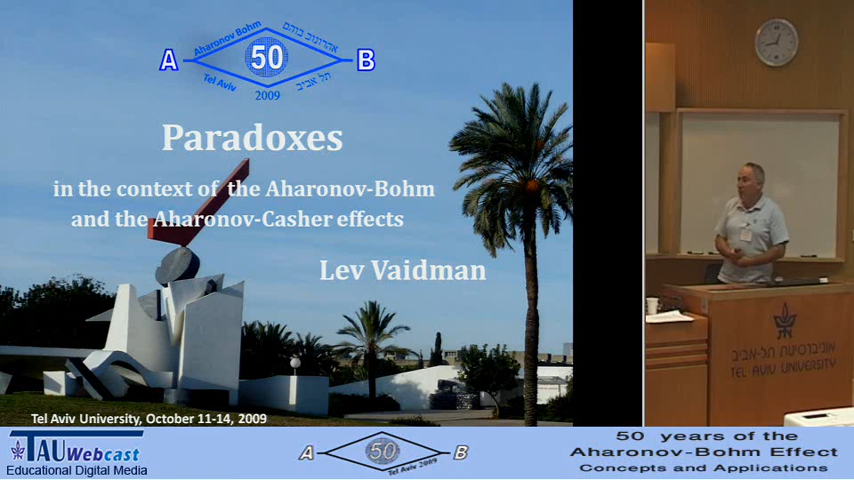 Aharonov Bohm
אהרונוב בוהם
A
50
B
Tel Aviv
תל אביב
2009
Paradoxes
in the context of the Aharonov-Bohm
and the Aharonov-Casher effects
Lev Vaidman
Tel Aviv University, October 11-14, 2009
אוניברסיטת תל-אביב
TEL AVIV UNIVERSITY
TAU Webcast
Educational Digital Media
A
50
B
Tel Aviv 2009
50 years of the
Aharonov-Bohm Effect
Concepts and Applications